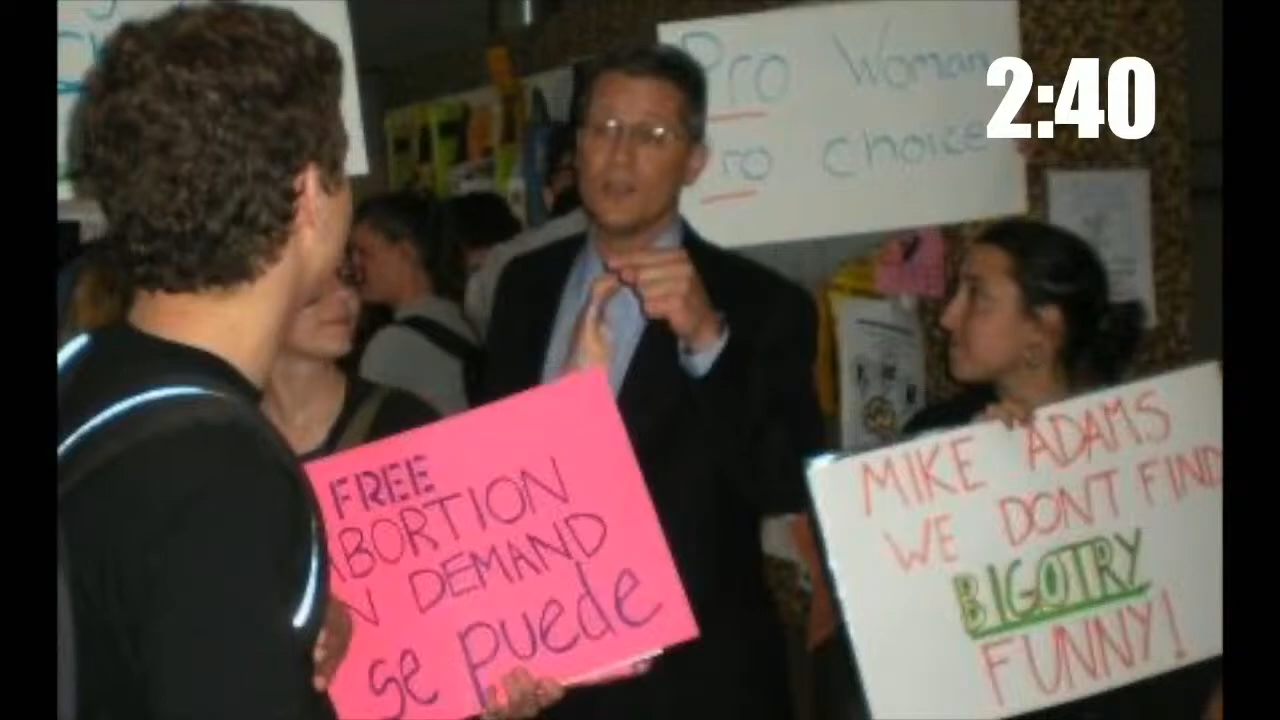 2:40
Pro Woman
Pro choice
FREE
ABORTION
N DEMAND
se puede
MIKE ADAMS
WE DON'T FIND
BIGOTRY
FUNNY!